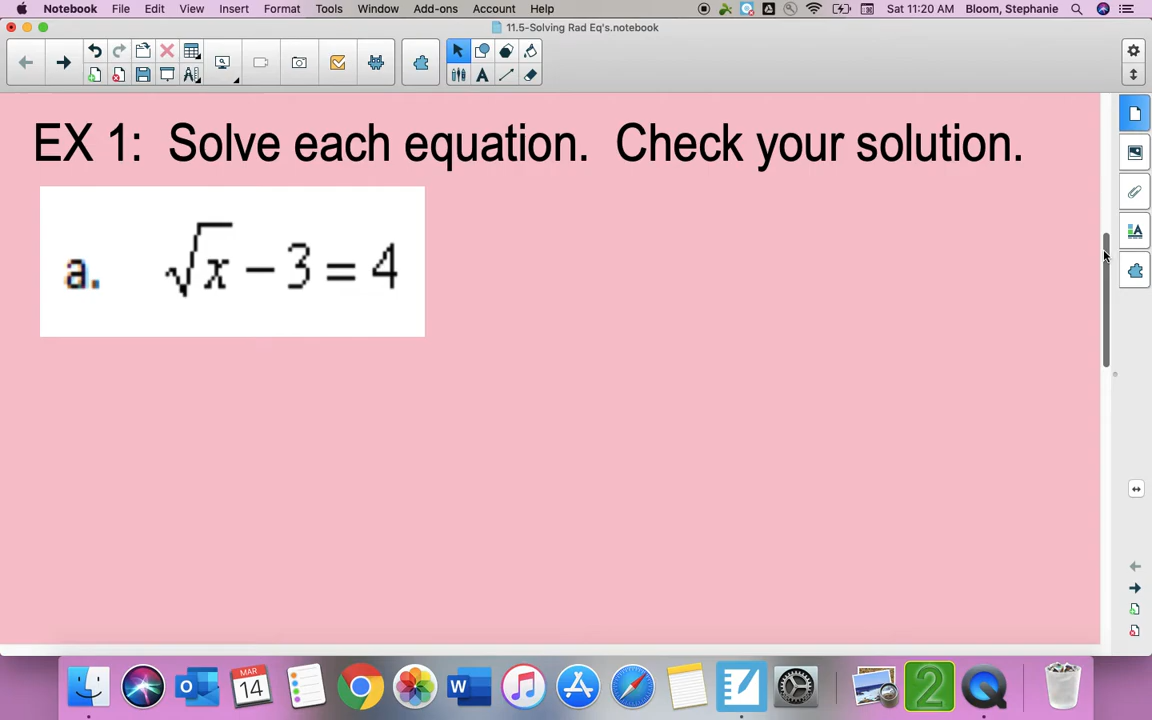 Notebook File Edit View Insert Format Tools Window Add-ons Account Help Sat 11:20 AM Bloom, Stephanie
11.5-Solving Rad Eq's.notebook
EX 1: Solve each equation. Check your solution.
a. √x − 3 = 4
MAR
14
W
2